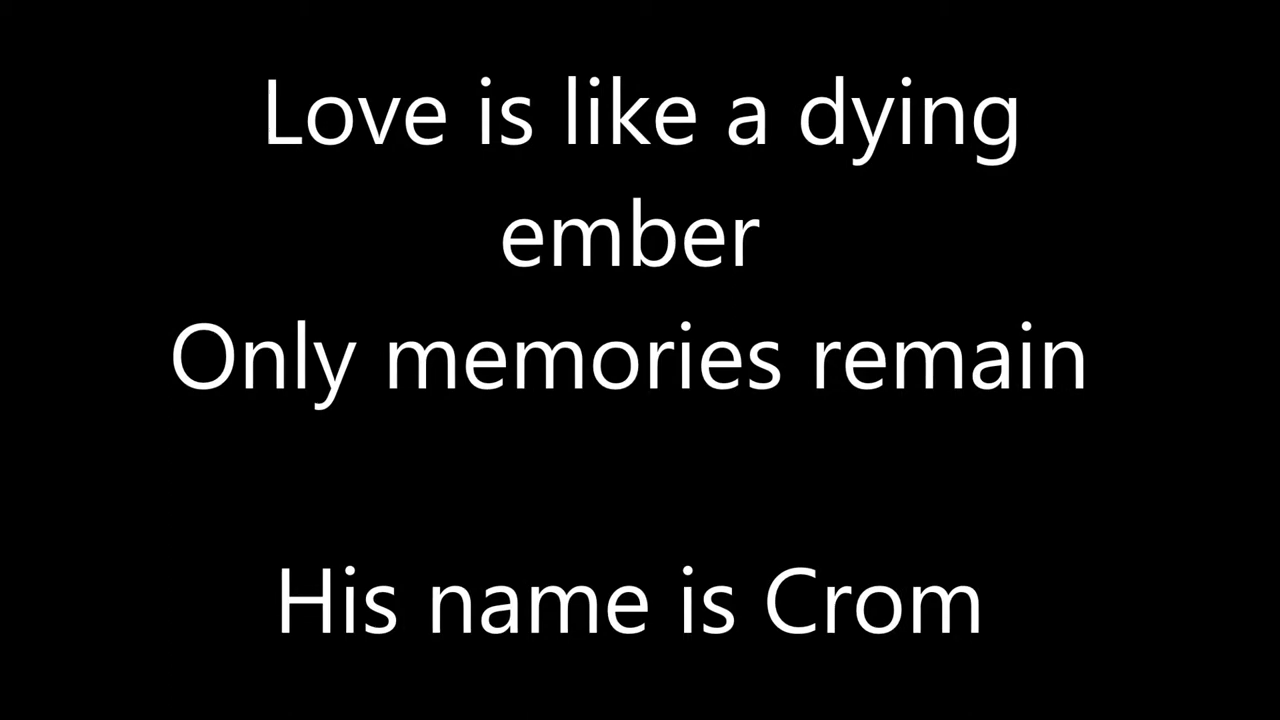 Love is like a dying
ember
Only memories remain
His name is Crom